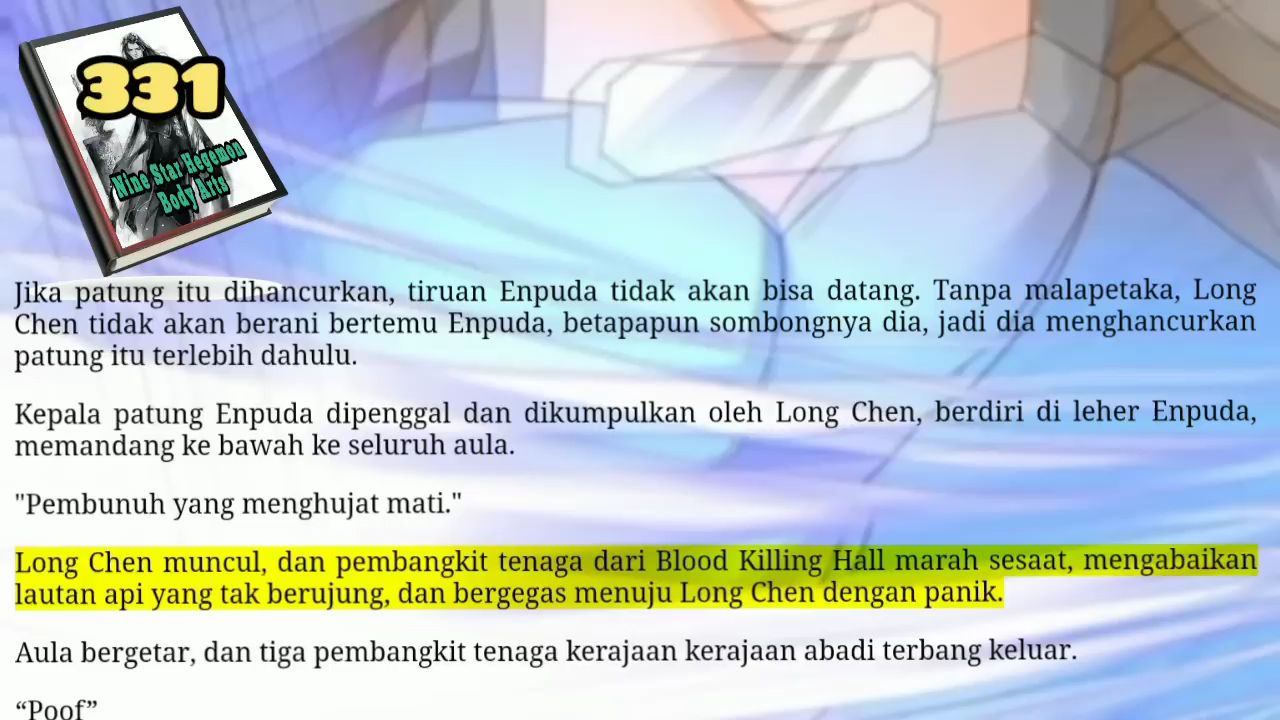 331
Nine Star Hegemon
Body Arts
Jika patung itu dihancurkan, tiruan Enpuda tidak akan bisa datang. Tanpa malapetaka, Long
Chen tidak akan berani bertemu Enpuda, betapapun sombongnya dia, jadi dia menghancurkan
patung itu terlebih dahulu.
Kepala patung Enpuda dipenggal dan dikumpulkan oleh Long Chen, berdiri di leher Enpuda,
memandang ke bawah ke seluruh aula.
"Pembunuh yang menghujat mati."
Long Chen muncul, dan pembangkit tenaga dari Blood Killing Hall marah sesaat, mengabaikan
lautan api yang tak berujung, dan bergegas menuju Long Chen dengan panik.
Aula bergetar, dan tiga pembangkit tenaga kerajaan kerajaan abadi terbang keluar.
“Poof”